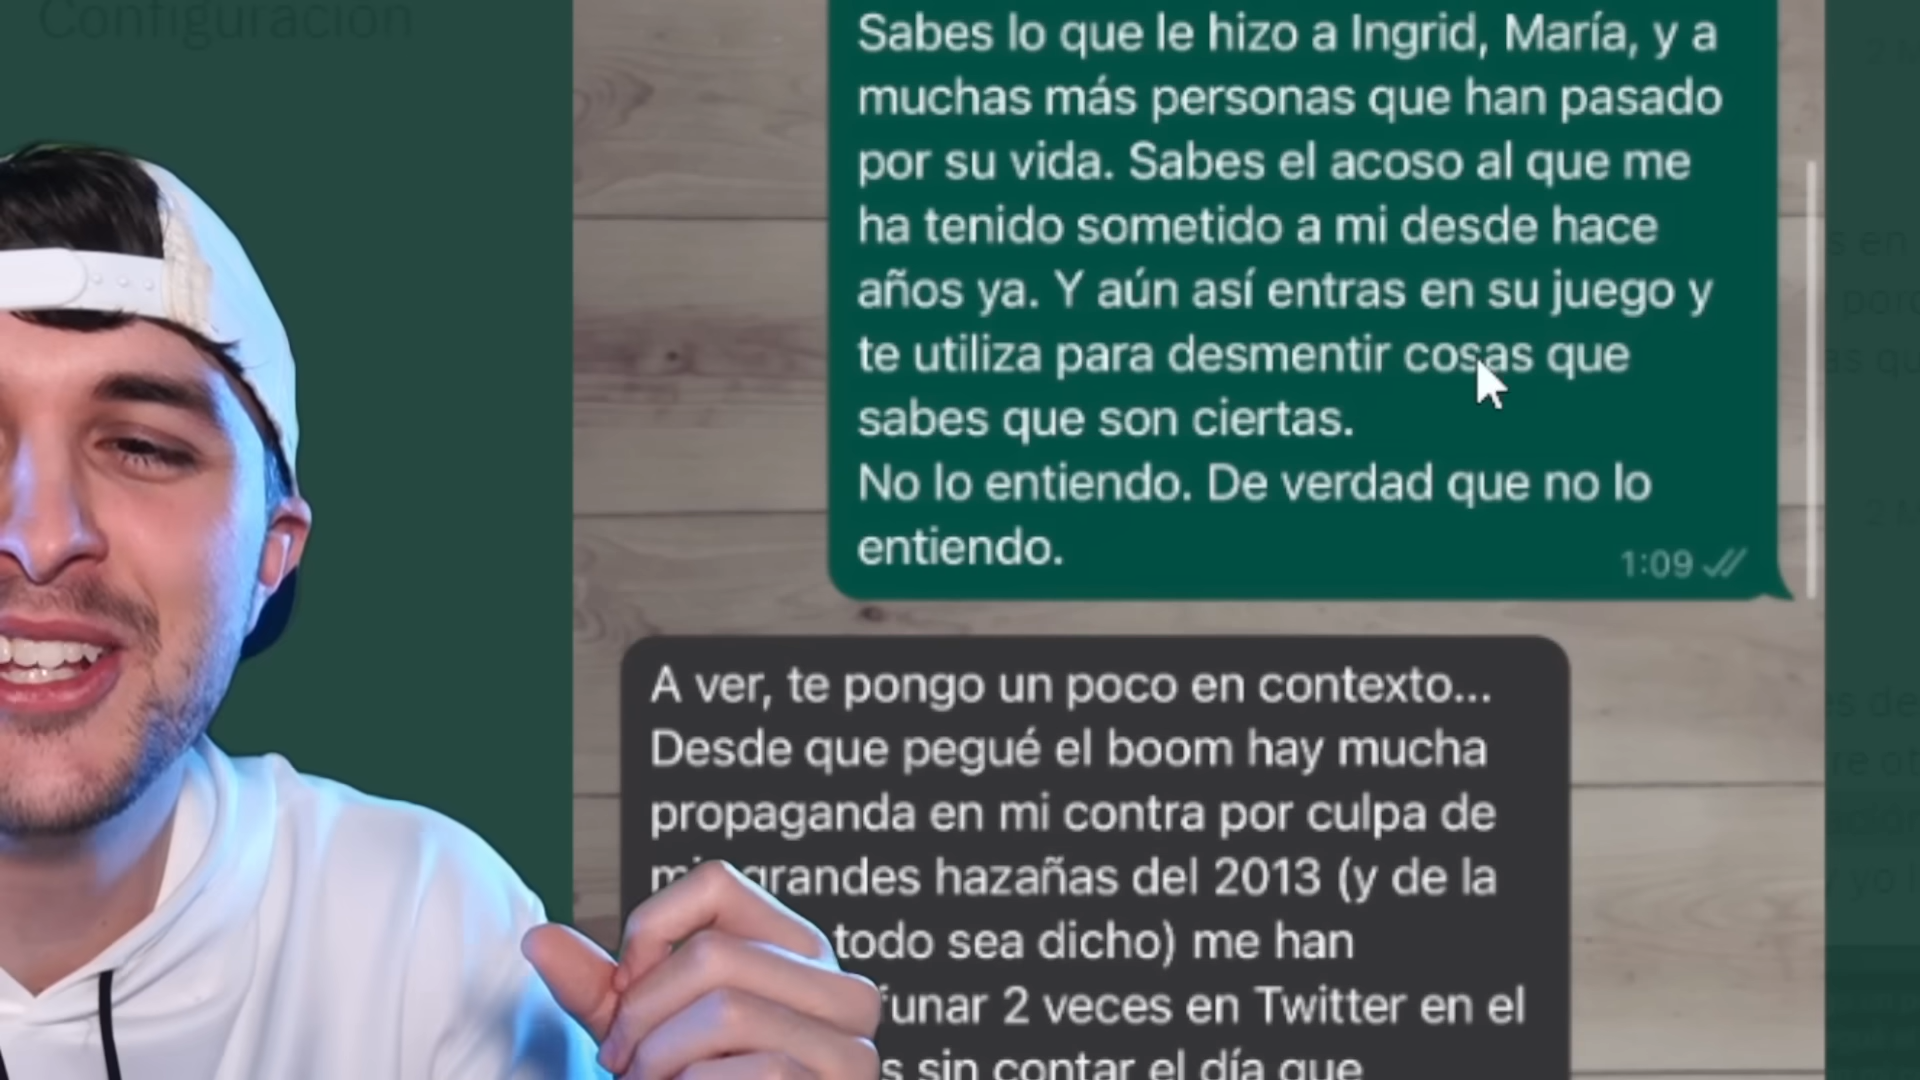 Configuración
Sabes lo que le hizo a Ingrid, María, y a
muchas más personas que han pasado
por su vida. Sabes el acoso al que me
ha tenido sometido a mi desde hace
años ya. Y aún así entras en su juego y
te utiliza para desmentir cosas que
sabes que son ciertas.
No lo entiendo. De verdad que no lo
entiendo.
1:09
A ver, te pongo un poco en contexto...
Desde que pegué el boom hay mucha
propaganda en mi contra por culpa de
grandes hazañas del 2013 (y de la
todo sea dicho) me han
funar 2 veces en Twitter en el
sin contar el día que